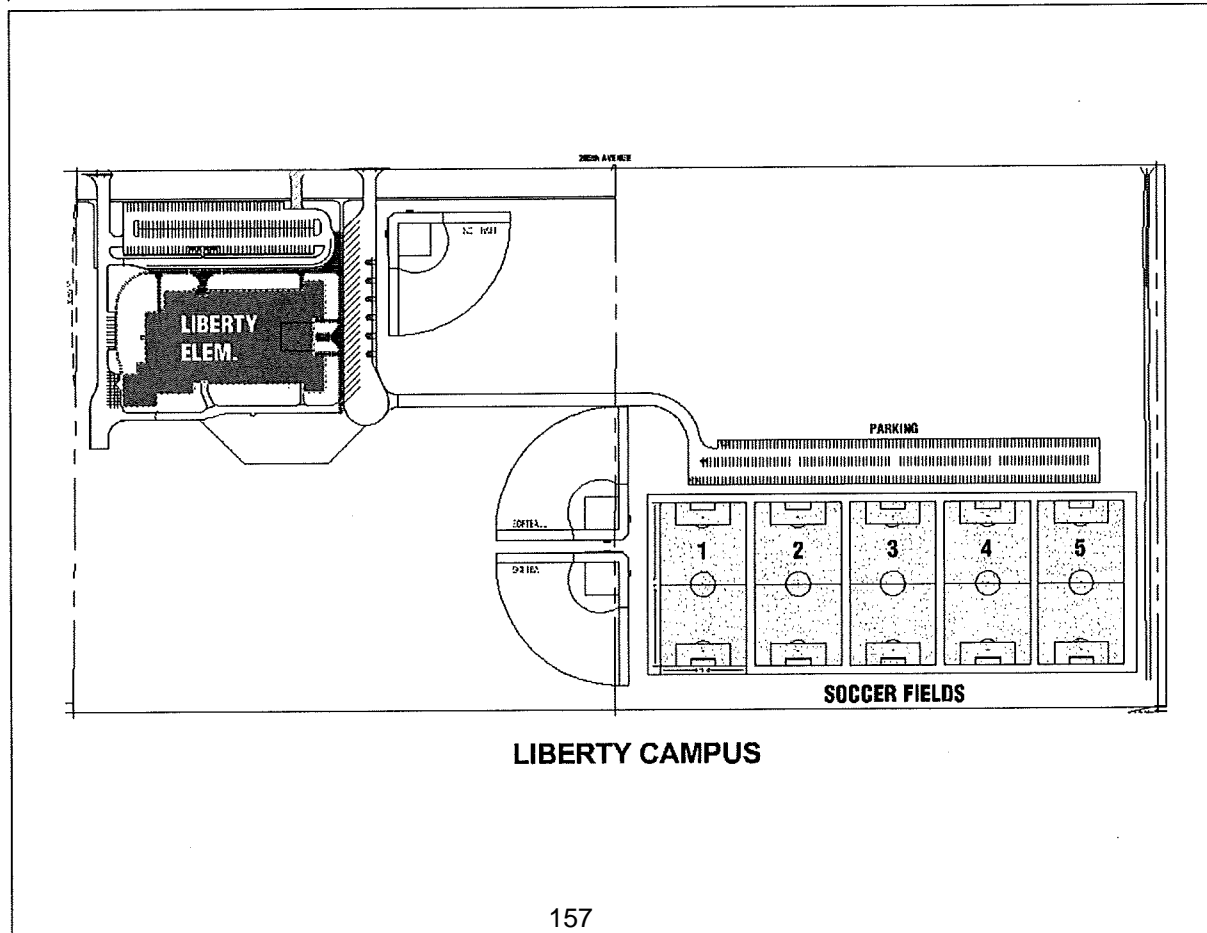 LIBERTY
ELEM.
PARKING
1
2
3
4
5
SOCCER FIELDS
LIBERTY CAMPUS
157